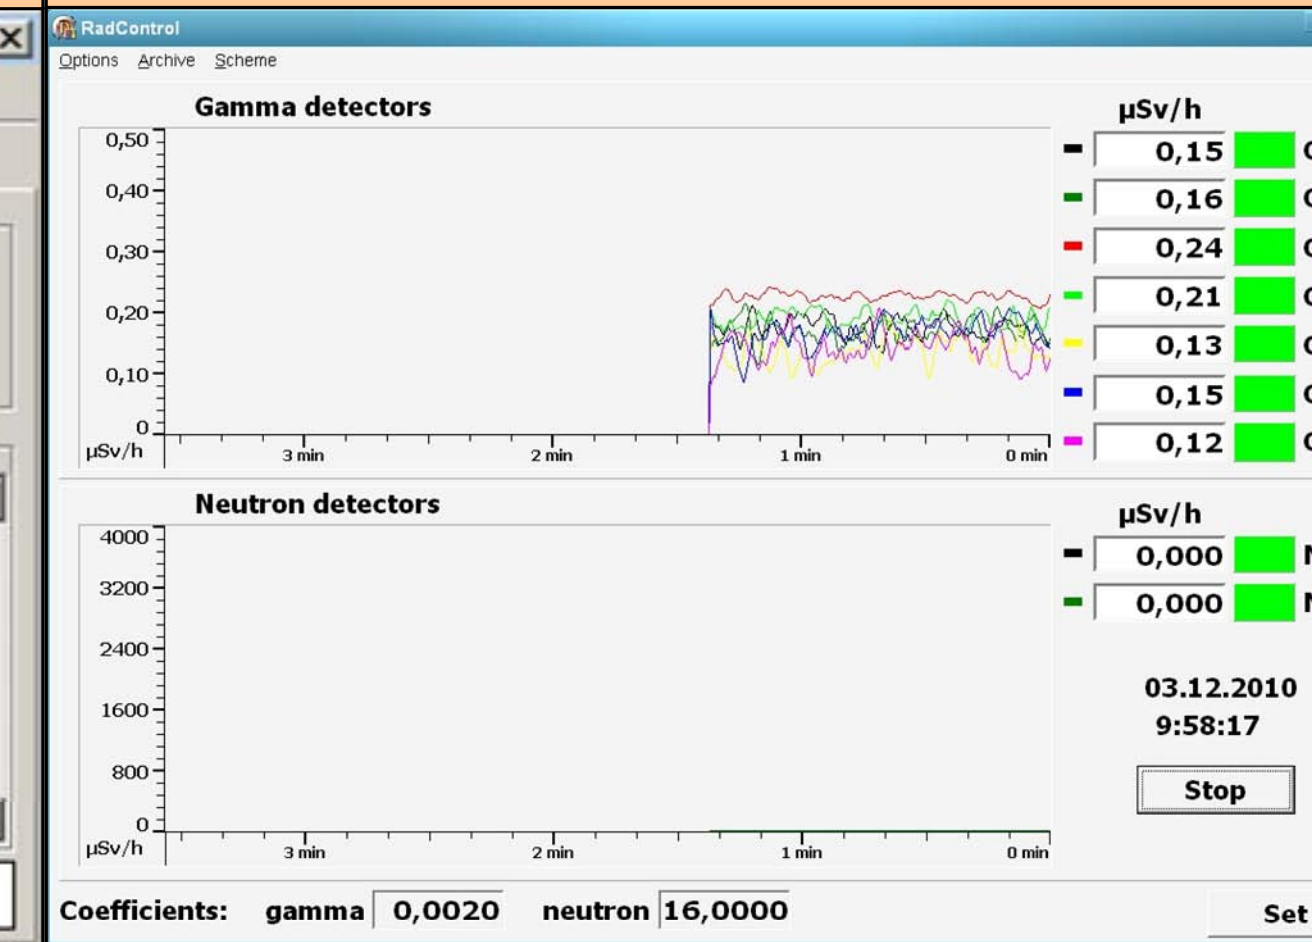 RadControl
Options Archive Scheme
Gamma detectors
µSv/h
0,50
0,40
0,30
0,20
0,10
0
µSv/h
3 min
2 min
1 min
0 min
0,15
0,16
0,24
0,21
0,13
0,15
0,12
Neutron detectors
µSv/h
4000
3200
2400
1600
800
0
µSv/h
3 min
2 min
1 min
0 min
0,000
0,000
03.12.2010
9:58:17
Stop
Coefficients: gamma 0,0020 neutron 16,0000
Set